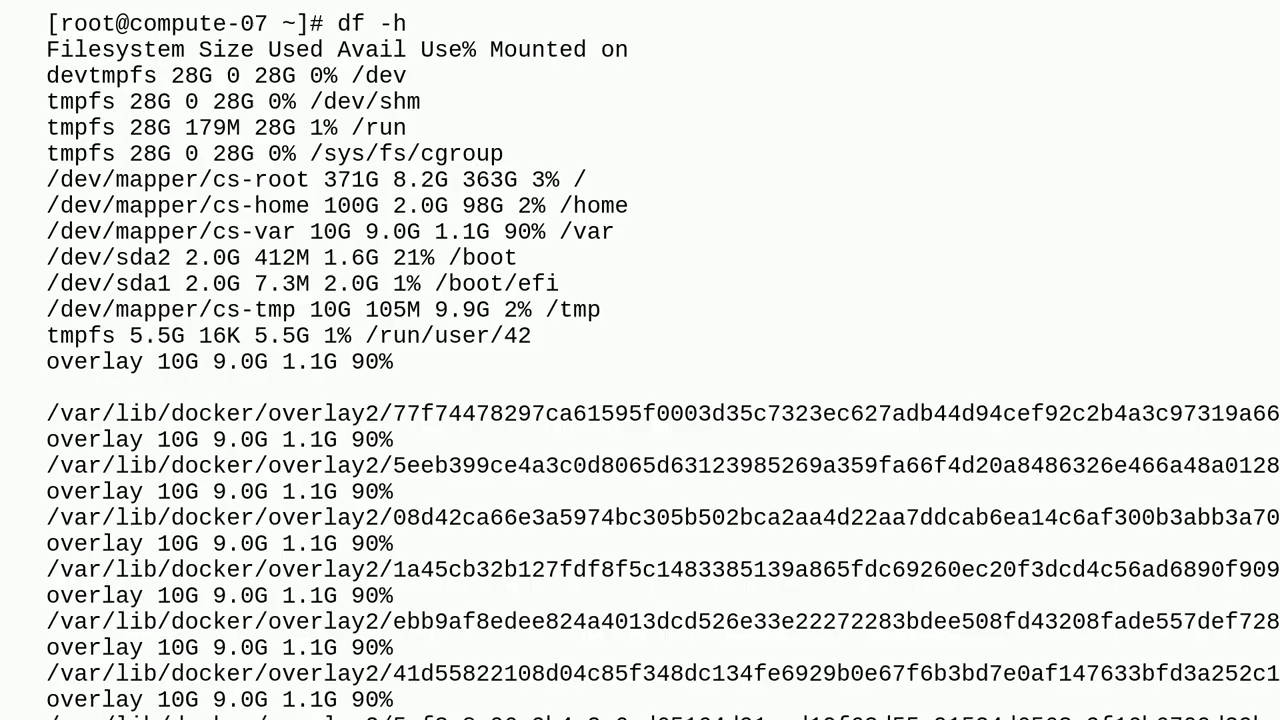 [root@compute-07 ~]# df -h
Filesystem Size Used Avail Use% Mounted on
devtmpfs 28G 0 28G 0% /dev
tmpfs 28G 0 28G 0% /dev/shm
tmpfs 28G 179M 28G 1% /run
tmpfs 28G 0 28G 0% /sys/fs/cgroup
/dev/mapper/cs-root 371G 8.2G 363G 3% /
/dev/mapper/cs-home 100G 2.0G 98G 2% /home
/dev/mapper/cs-var 10G 9.0G 1.1G 90% /var
/dev/sda2 2.0G 412M 1.6G 21% /boot
/dev/sda1 2.0G 7.3M 2.0G 1% /boot/efi
/dev/mapper/cs-tmp 10G 105M 9.9G 2% /tmp
tmpfs 5.5G 16K 5.5G 1% /run/user/42
overlay 10G 9.0G 1.1G 90%
/var/lib/docker/overlay2/77f74478297ca61595f0003d35c7323ec627adb44d94cef92c2b4a3c97319a66
overlay 10G 9.0G 1.1G 90%
/var/lib/docker/overlay2/5eeb399ce4a3c0d8065d63123985269a359fa66f4d20a8486326e466a48a0128
overlay 10G 9.0G 1.1G 90%
/var/lib/docker/overlay2/08d42ca66e3a5974bc305b502bca2aa4d22aa7ddcab6ea14c6af300b3abb3a70
overlay 10G 9.0G 1.1G 90%
/var/lib/docker/overlay2/1a45cb32b127fdf8f5c1483385139a865fdc69260ec20f3dcd4c56ad6890f909
overlay 10G 9.0G 1.1G 90%
/var/lib/docker/overlay2/ebb9af8edee824a4013dcd526e33e22272283bdee508fd43208fade557def728
overlay 10G 9.0G 1.1G 90%
/var/lib/docker/overlay2/41d55822108d04c85f348dc134fe6929b0e67f6b3bd7e0af147633bfd3a252c1
overlay 10G 9.0G 1.1G 90%